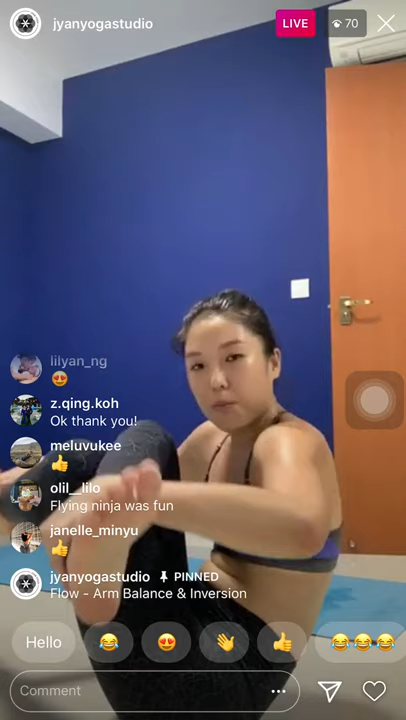 jyanyogastudio
LIVE
70
lilyan_ng
😍
z.qing.koh
Ok thank you!
meluvukee
👍
olil__lilo
Flying ninja was fun
janelle_minyu
👍
jyanyogastudio PINNED
Flow - Arm Balance & Inversion
Hello 😂 😍 👋 👍 😂😂😂
Comment